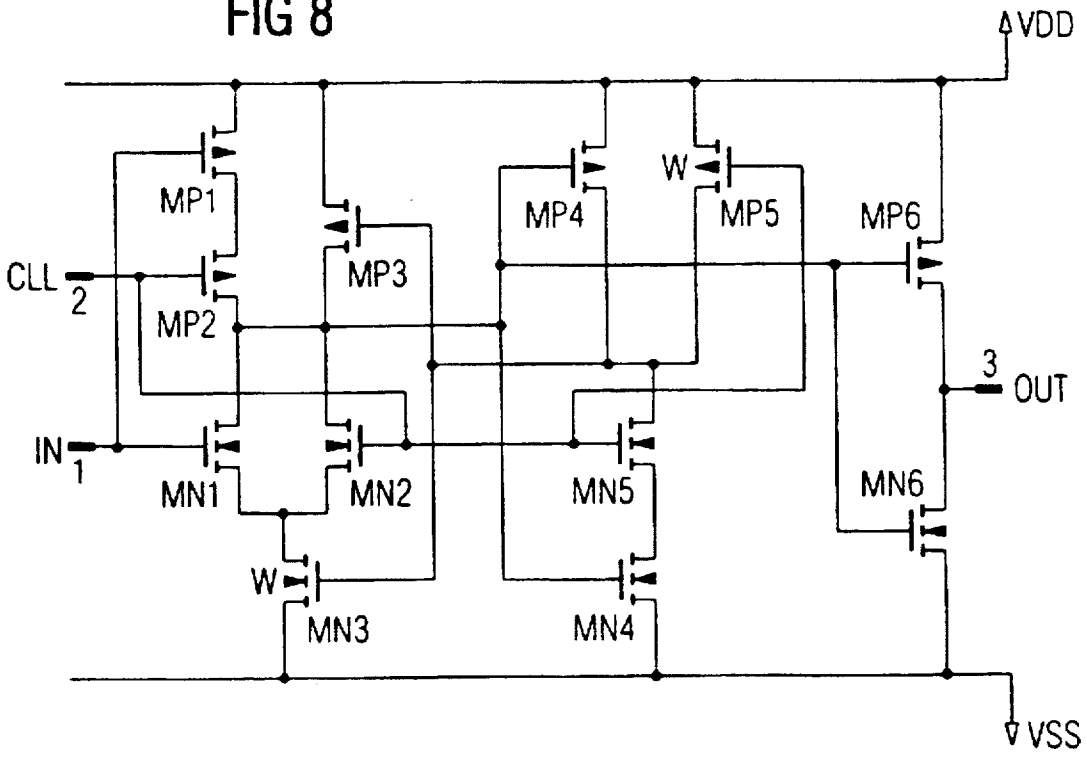 FIG 8
VDD
MP1
W
MP4
MP5
MP6
MP3
CLL 2
MP2
3 OUT
IN 1
MN1
MN2
MN5
MN6
W
MN3
MN4
VSS